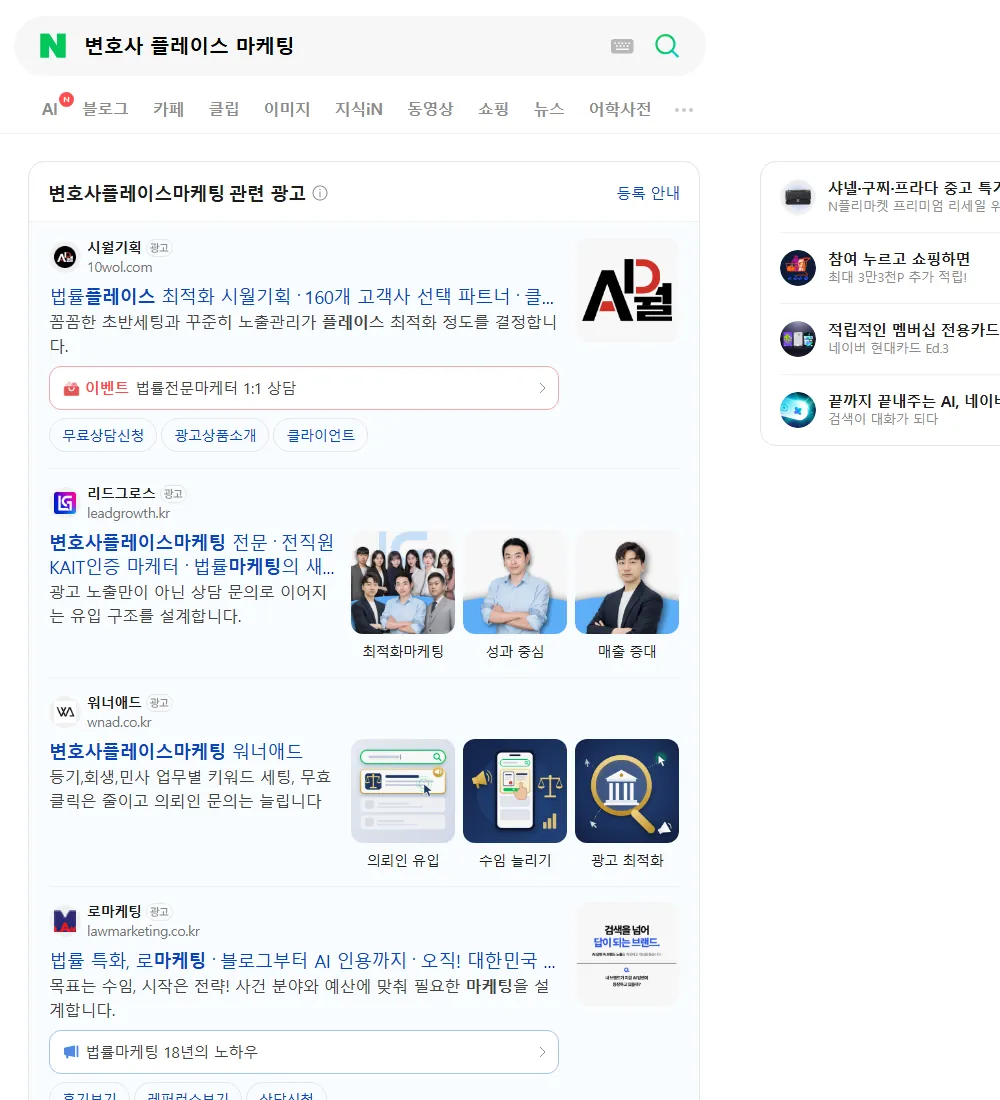 변호사 플레이스 마케팅
AI N 블로그 카페 클립 이미지 지식iN 동영상 쇼핑 뉴스 어학사전
변호사플레이스마케팅 관련 광고
등록 안내
시월기획 광고
10wol.com
법률플레이스 최적화 시월기획 · 160개 고객사 선택 파트너 · 클...
꼼꼼한 초반세팅과 꾸준히 노출관리가 플레이스 최적화 정도를 결정합니
다.
이벤트 법률전문마케터 1:1 상담
무료상담신청 광고상품소개 클라이언트
리드그로스 광고
leadgrowth.kr
변호사플레이스마케팅 전문 · 전직원
KAIT인증 마케터 · 법률마케팅의 새...
광고 노출만이 아닌 상담 문의로 이어지
는 유입 구조를 설계합니다.
최적화마케팅 성과 중심 매출 증대
WA
워너애드 광고
wnad.co.kr
변호사플레이스마케팅 워너애드
등기,회생,민사 업무별 키워드 세팅, 무효
클릭은 줄이고 의뢰인 문의는 늘립니다
의뢰인 유입 수임 늘리기 광고 최적화
로마케팅 광고
lawmarketing.co.kr
법률 특화, 로마케팅 · 블로그부터 AI 인용까지 · 오직! 대한민국 ...
목표는 수임, 시작은 전략! 사건 분야와 예산에 맞춰 필요한 마케팅을 설
계합니다.
검색을 넘어
답이 되는 브랜드.
법률마케팅 18년의 노하우
후기보기 레퍼런스보기 상담신청
샤넬·구찌·프라다 중고 특가
N플리마켓 프리미엄 리세일 위
참여 누르고 쇼핑하면
최대 3만3천P 추가 적립!
적립적인 멤버십 전용카드
네이버 현대카드 Ed.3
끝까지 끝내주는 AI, 네이버
검색이 대화가 되다